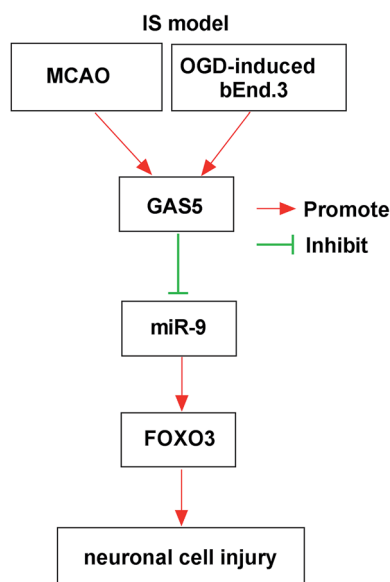 IS model
MCAO
OGD-induced
bEnd.3
GAS5
Promote
Inhibit
miR-9
FOXO3
neuronal cell injury